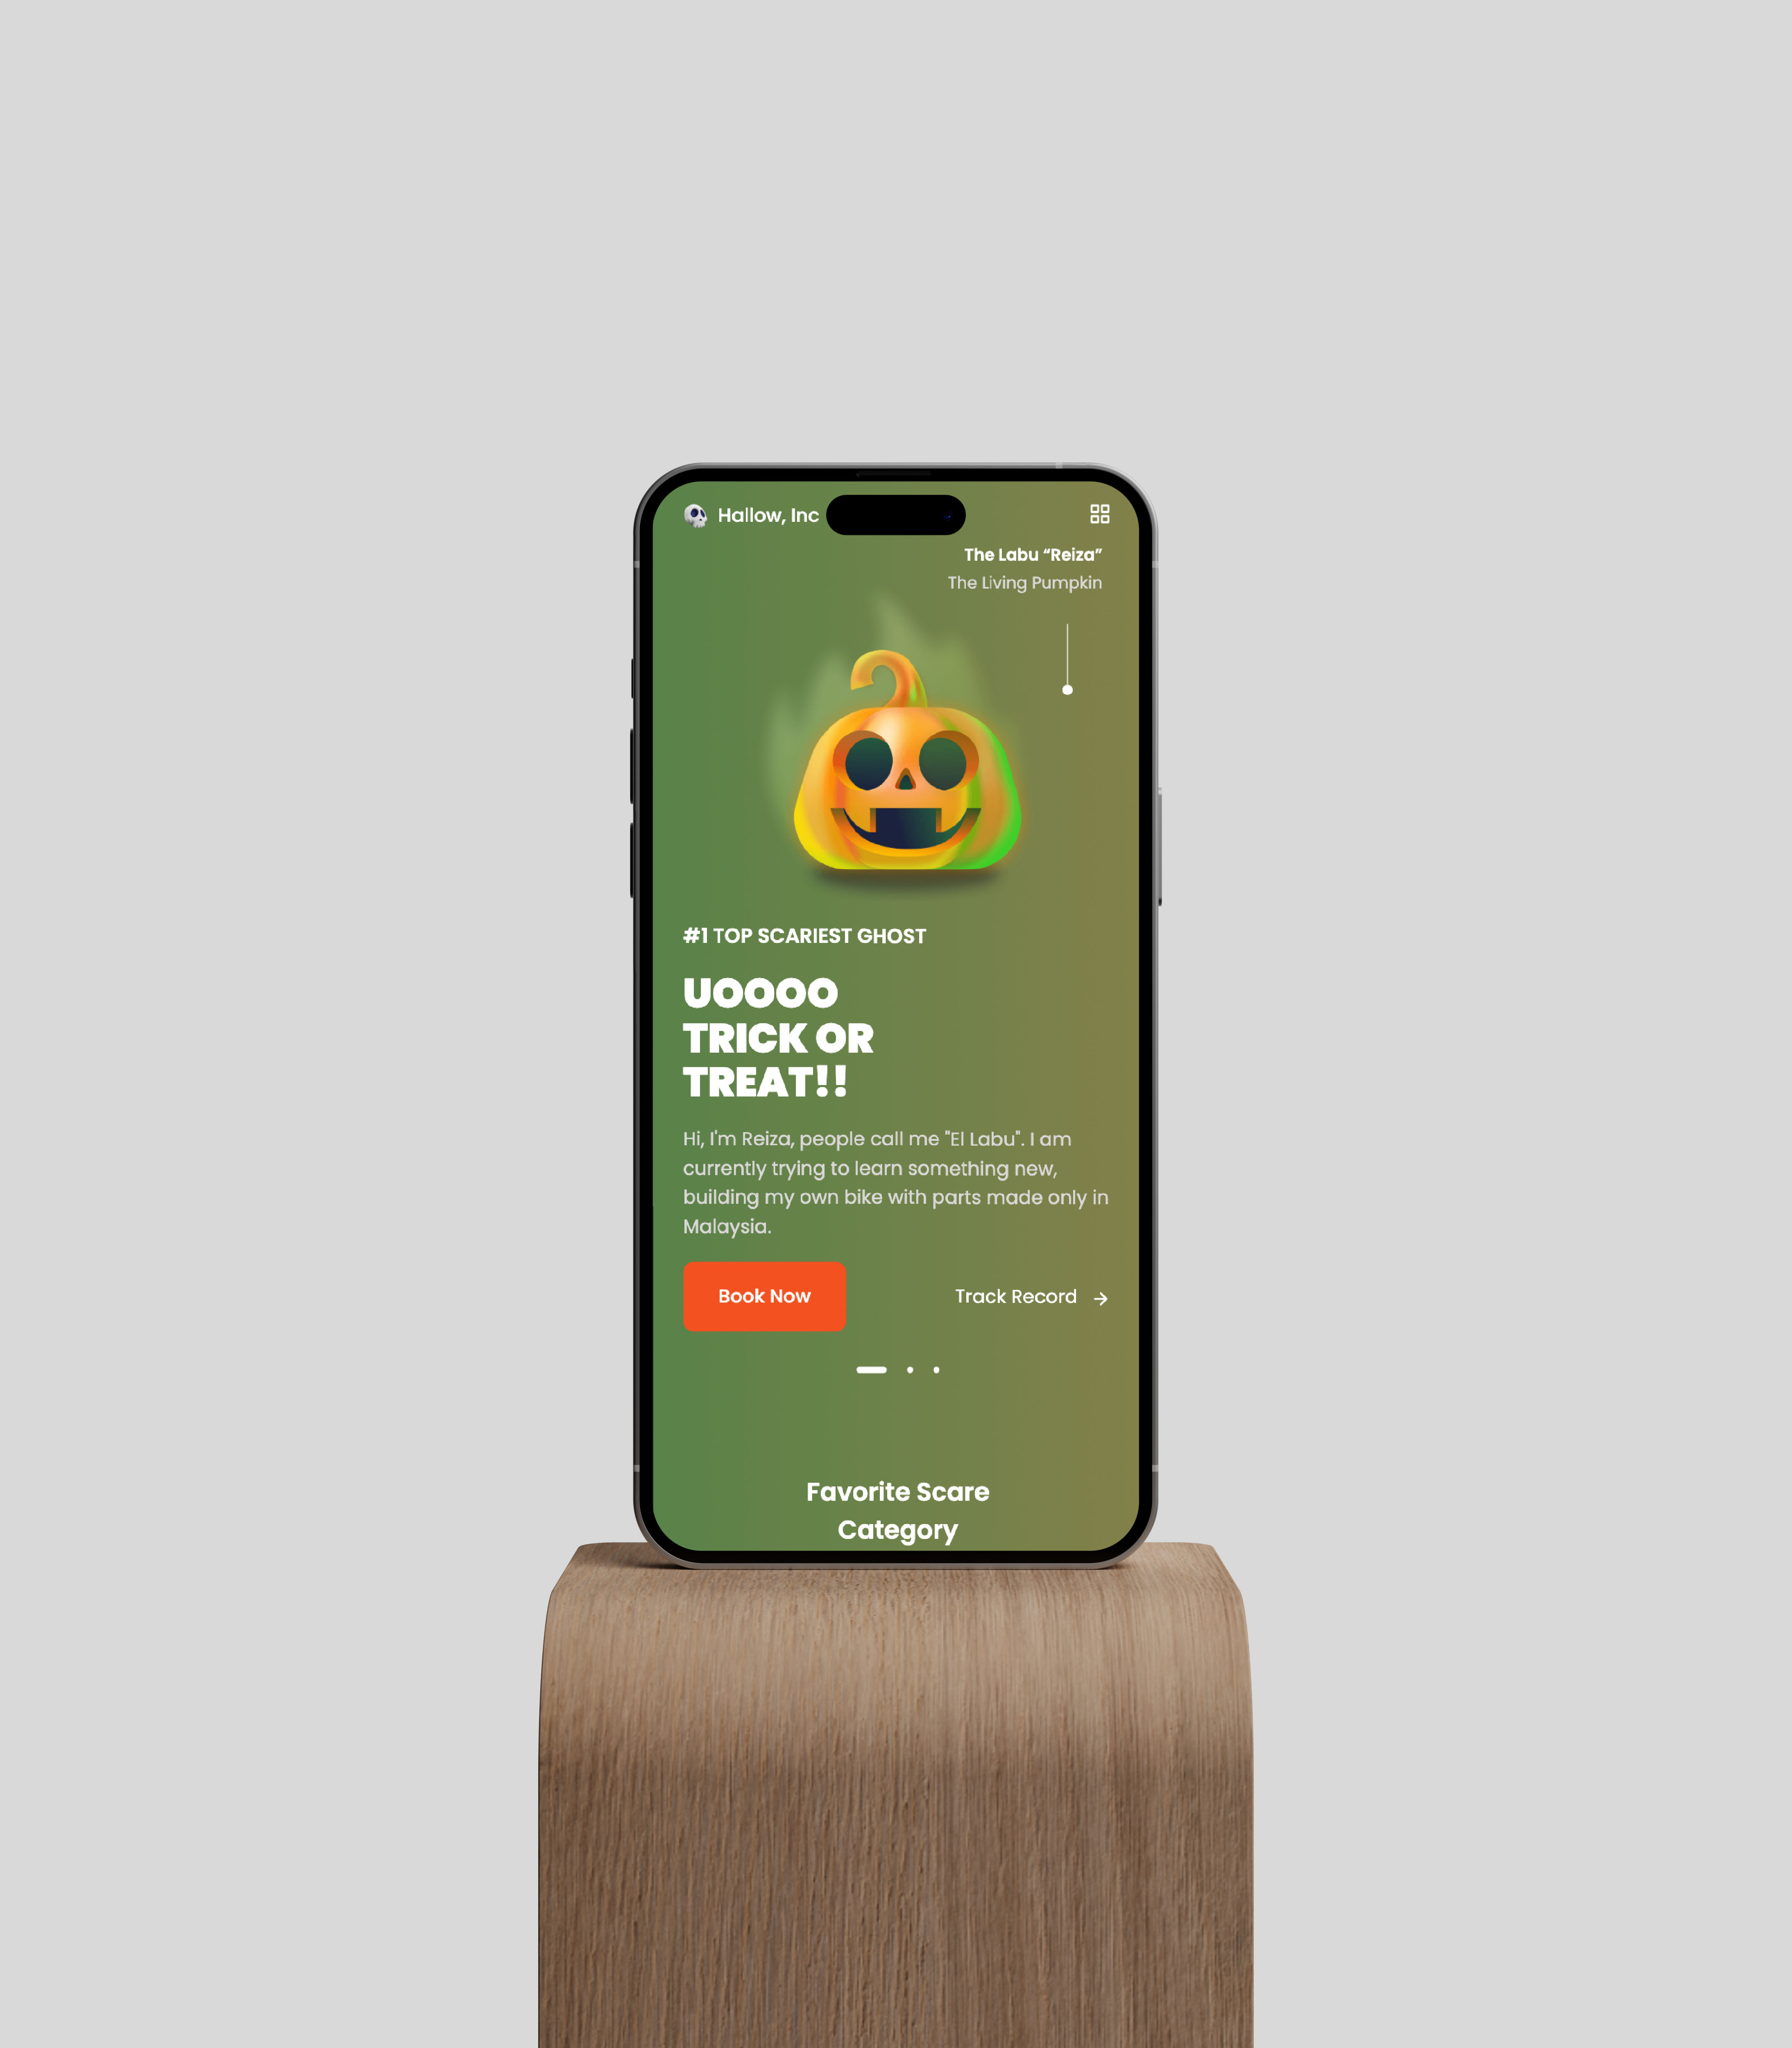 Hallow, Inc
The Labu “Reiza”
The Living Pumpkin
#1 TOP SCARIEST GHOST
UOOOO
TRICK OR
TREAT!!
Hi, I'm Reiza, people call me "El Labu". I am
currently trying to learn something new,
building my own bike with parts made only in
Malaysia.
Book Now
Track Record →
Favorite Scare
Category